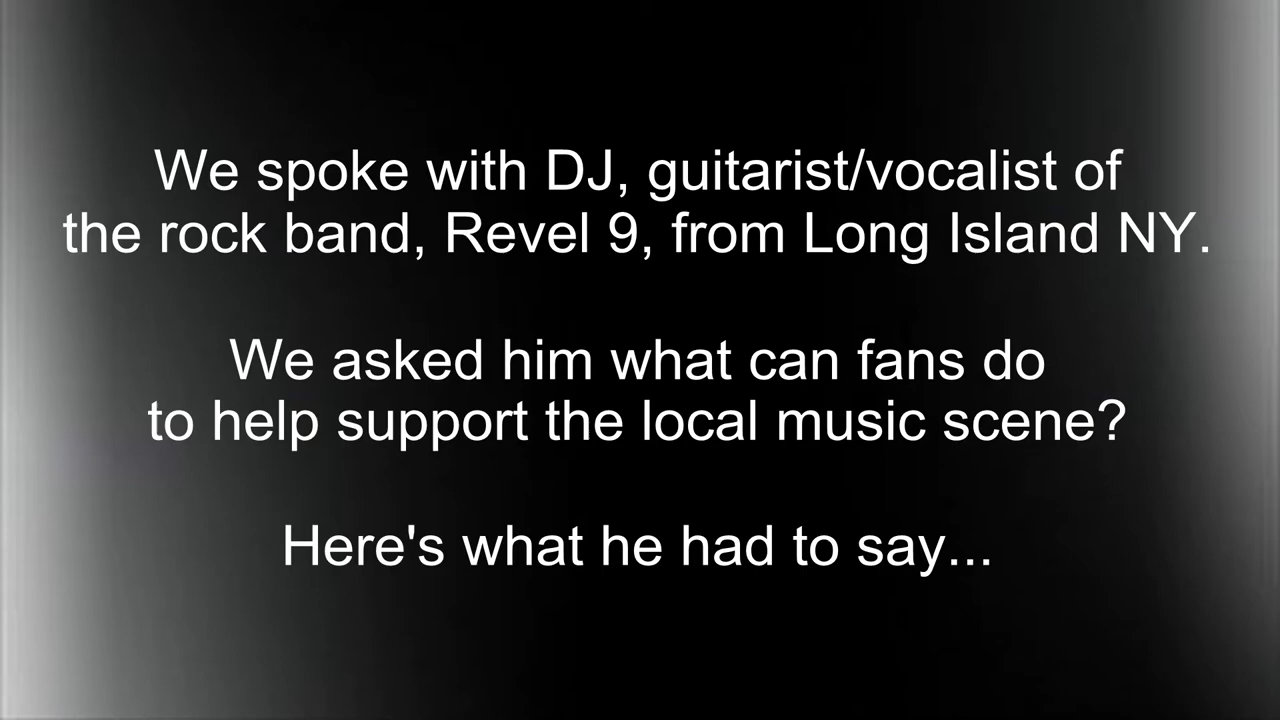 We spoke with DJ, guitarist/vocalist of
the rock band, Revel 9, from Long Island NY.
We asked him what can fans do
to help support the local music scene?
Here's what he had to say...